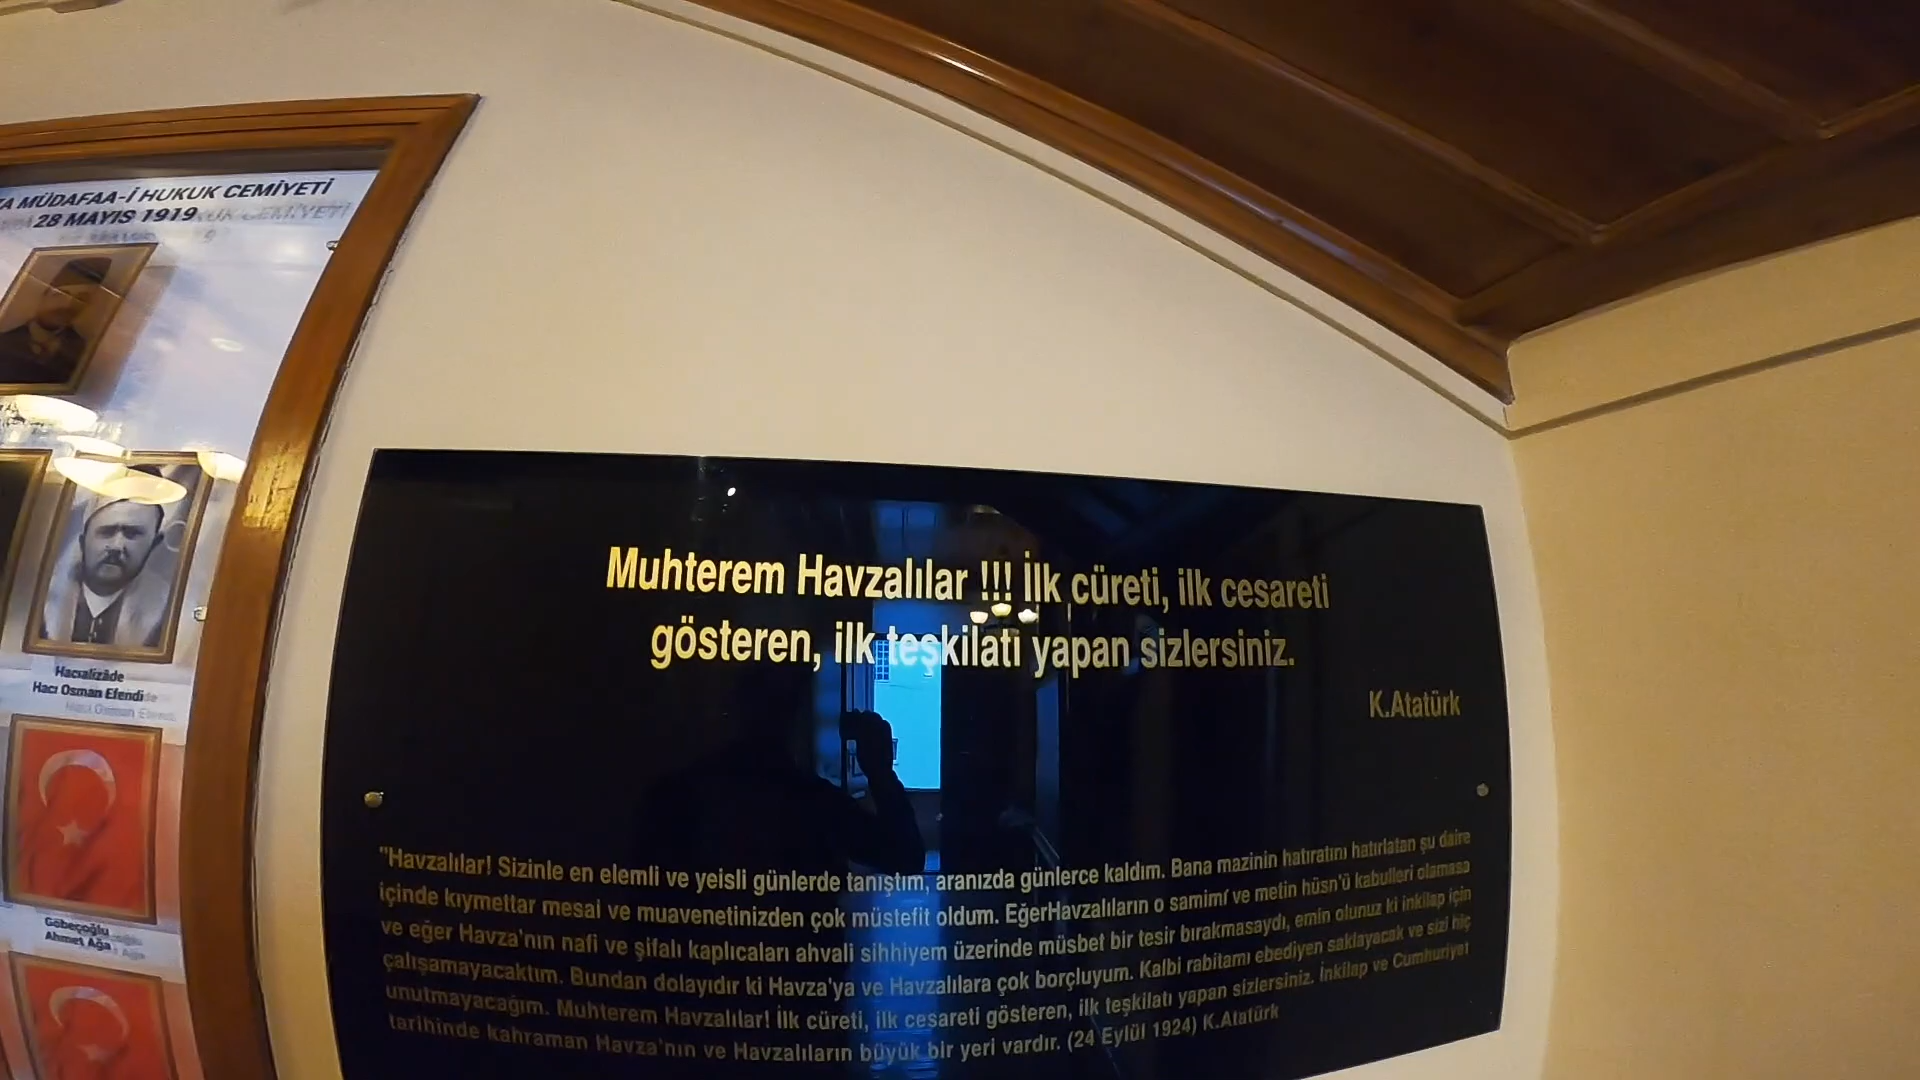 MÜDAFAA-İ HUKUK CEMİYETİ
28 MAYIS 1919
Hacıalizâde
Hacı Osman Efendi
Göbeçoğlu
Ahmet Ağa
Muhterem Havzalılar !!! İlk cüreti, ilk cesareti
gösteren, ilk teşkilatı yapan sizlersiniz.
K.Atatürk
"Havzalılar! Sizinle en elemli ve yeisli günlerde tanıştım, aranızda günlerce kaldım. Bana mazinin hatıratını hatırlatan şu daire
içinde kıymettar mesai ve muavenetinizden çok müstefit oldum. EğerHavzalıların o samimí ve metin hüsn'ü kabulleri olamasa
ve eğer Havza'nın nafi ve şifalı kaplıcaları ahvali sihhiyem üzerinde müsbet bir tesir bırakmasaydı, emin olunuz ki inkilap için
çalışamayacaktım. Bundan dolayıdır ki Havza'ya ve Havzalılara çok borçluyum. Kalbi rabıtamı ebediyen saklayacak ve sizi hiç
unutmayacağım. Muhterem Havzalılar! İlk cüreti, ilk cesareti gösteren, ilk teşkilatı yapan sizlersiniz. İnkilap ve Cumhuriyet
tarihinde kahraman Havza'nın ve Havzalıların büyük bir yeri vardır. (24 Eylül 1924) K.Atatürk